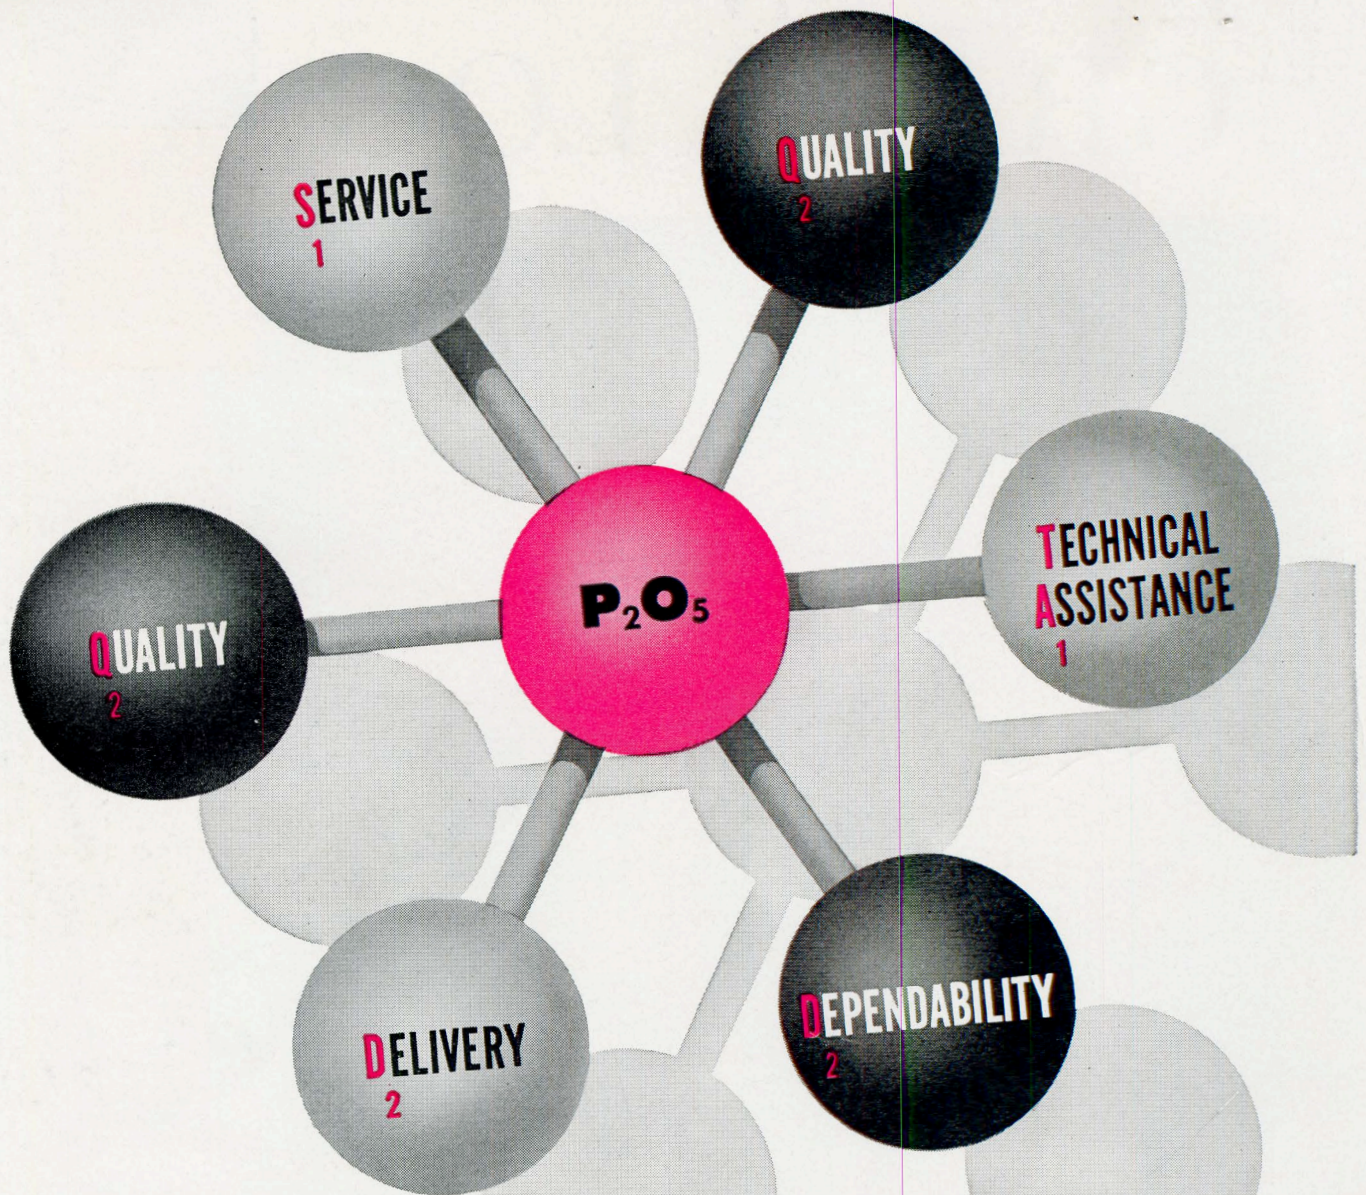 SERVICE
1
QUALITY
2
TECHNICAL
ASSISTANCE
1
P₂O₅
QUALITY
2
DELIVERY
2
DEPENDABILITY
2